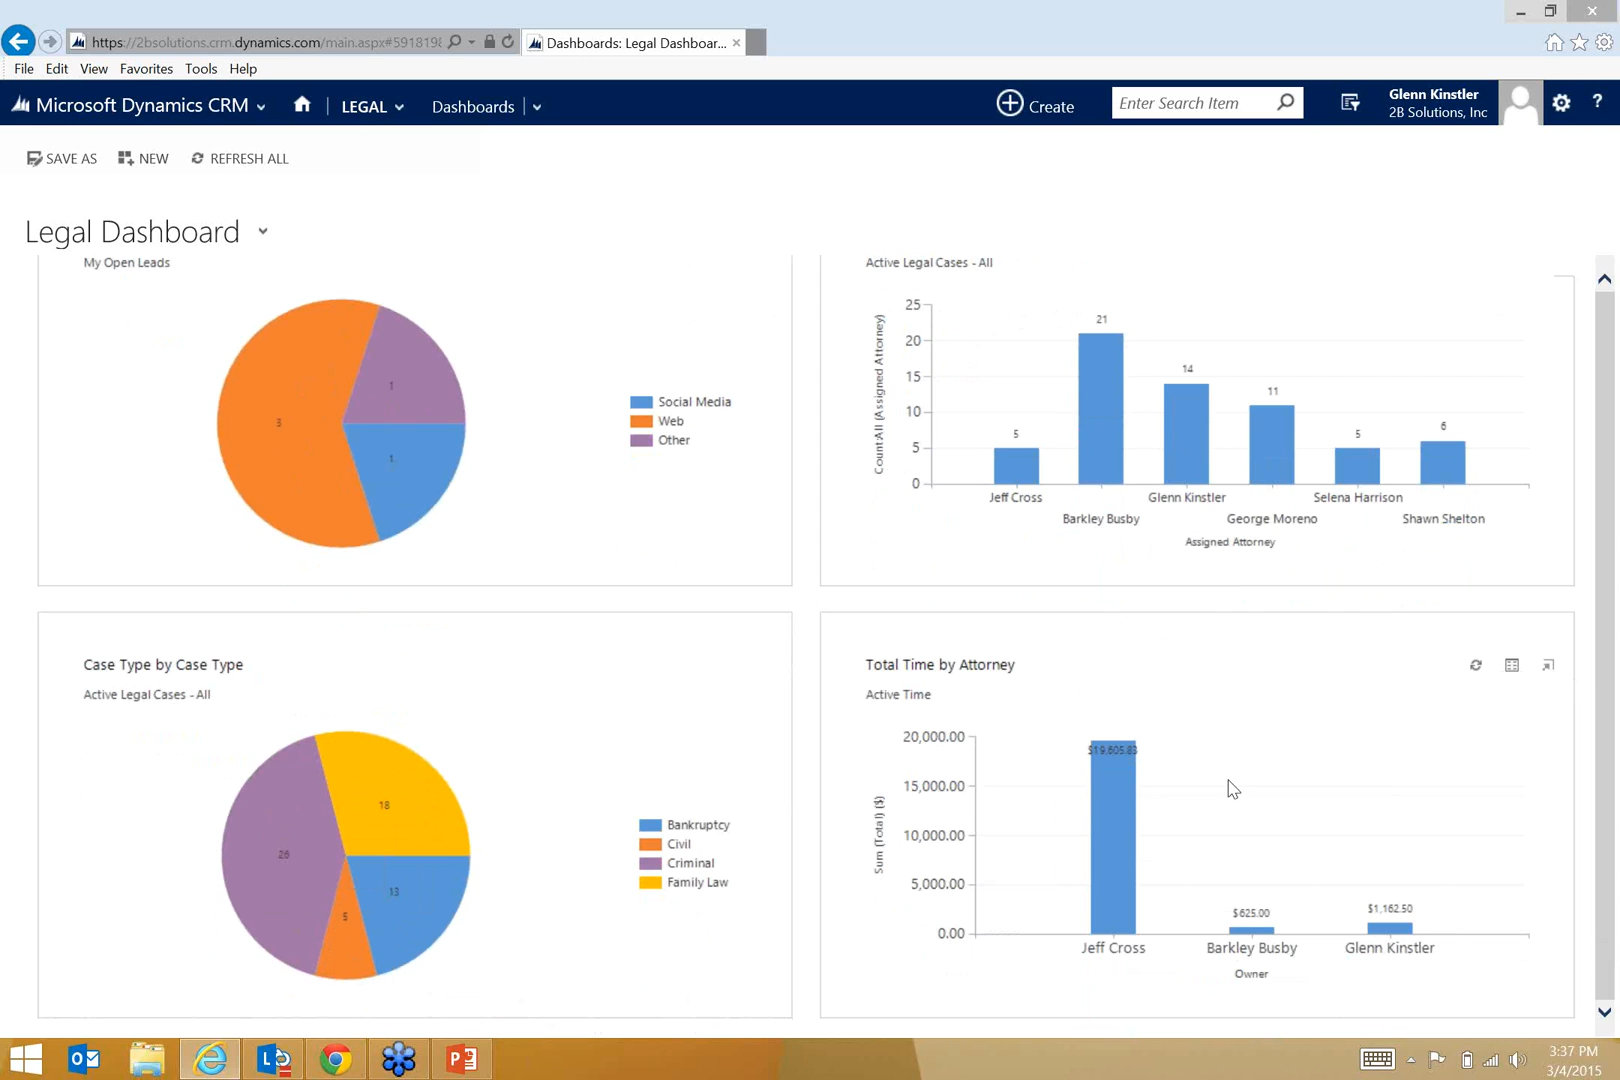 https://2bsolutions.crm.dynamics.com/main.aspx#5918198
Dashboards: Legal Dashboar...
File Edit View Favorites Tools Help
Microsoft Dynamics CRM
LEGAL
Dashboards
Create
Enter Search Item
Glenn Kinstler
2B Solutions, Inc
?
SAVE AS NEW REFRESH ALL
Legal Dashboard
My Open Leads
1
3
1
Social Media
Web
Other
Active Legal Cases - All
Count:All (Assigned Attorney)
25
20
15
10
5
0
5
21
14
11
5
6
Jeff Cross
Barkley Busby
Glenn Kinstler
George Moreno
Selena Harrison
Shawn Shelton
Assigned Attorney
Case Type by Case Type
Active Legal Cases - All
18
26
13
5
Bankruptcy
Civil
Criminal
Family Law
Total Time by Attorney
Active Time
Sum (Total) ($)
20,000.00
15,000.00
10,000.00
5,000.00
0.00
$19,605.83
$625.00
$1,162.50
Jeff Cross
Barkley Busby
Glenn Kinstler
Owner
3:37 PM
3/4/2015